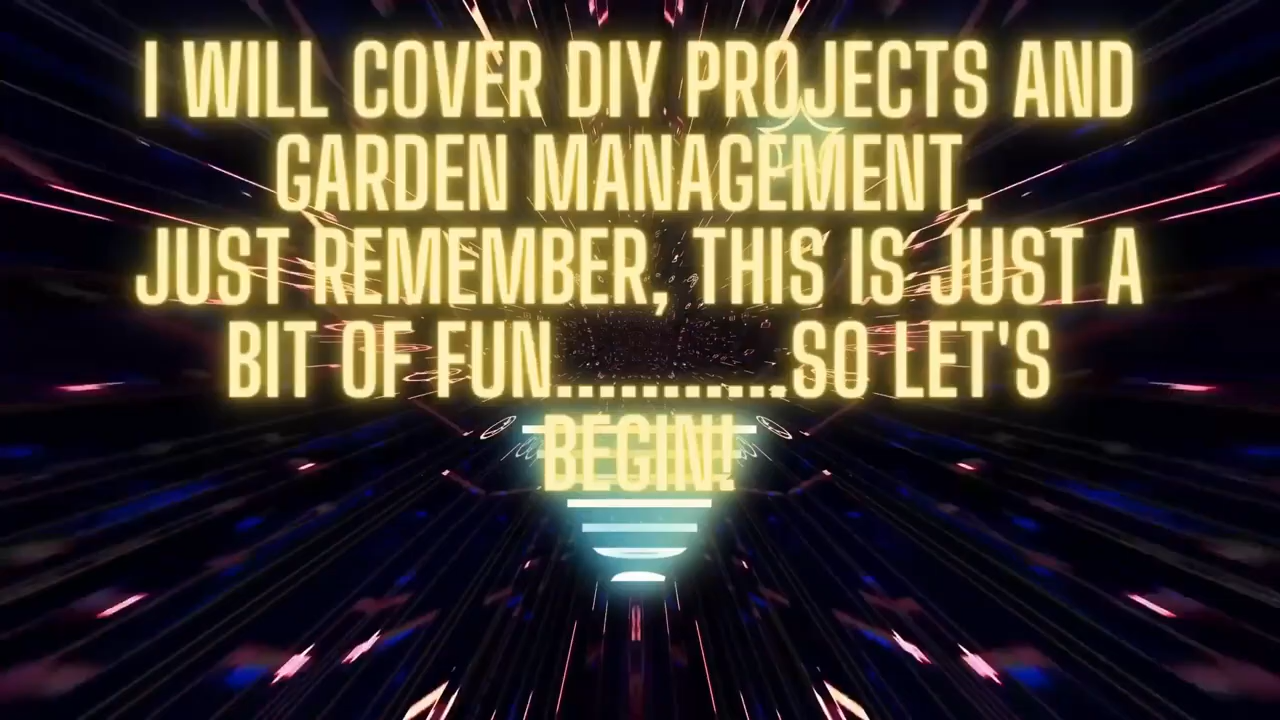 I WILL COVER DIY PROJECTS AND
GARDEN MANAGEMENT.
JUST REMEMBER, THIS IS JUST A
BIT OF FUN...........SO LET'S
BEGIN!